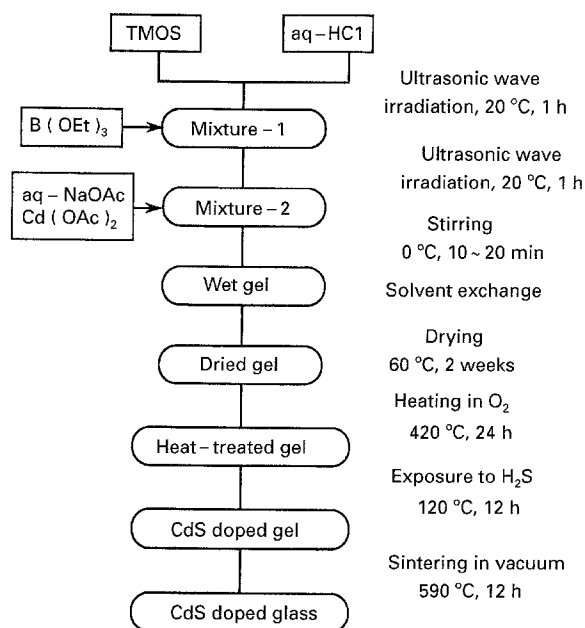 TMOS
aq-HC1
Ultrasonic wave
irradiation, 20 °C, 1 h
B ( OEt )3
Mixture - 1
Ultrasonic wave
irradiation, 20 °C, 1 h
aq - NaOAc
Cd ( OAc )2
Mixture - 2
Stirring
0 °C, 10 ~ 20 min
Wet gel
Solvent exchange
Drying
60 °C, 2 weeks
Dried gel
Heating in O2
420 °C, 24 h
Heat-treated gel
Exposure to H2S
120 °C, 12 h
CdS doped gel
Sintering in vacuum
590 °C, 12 h
CdS doped glass